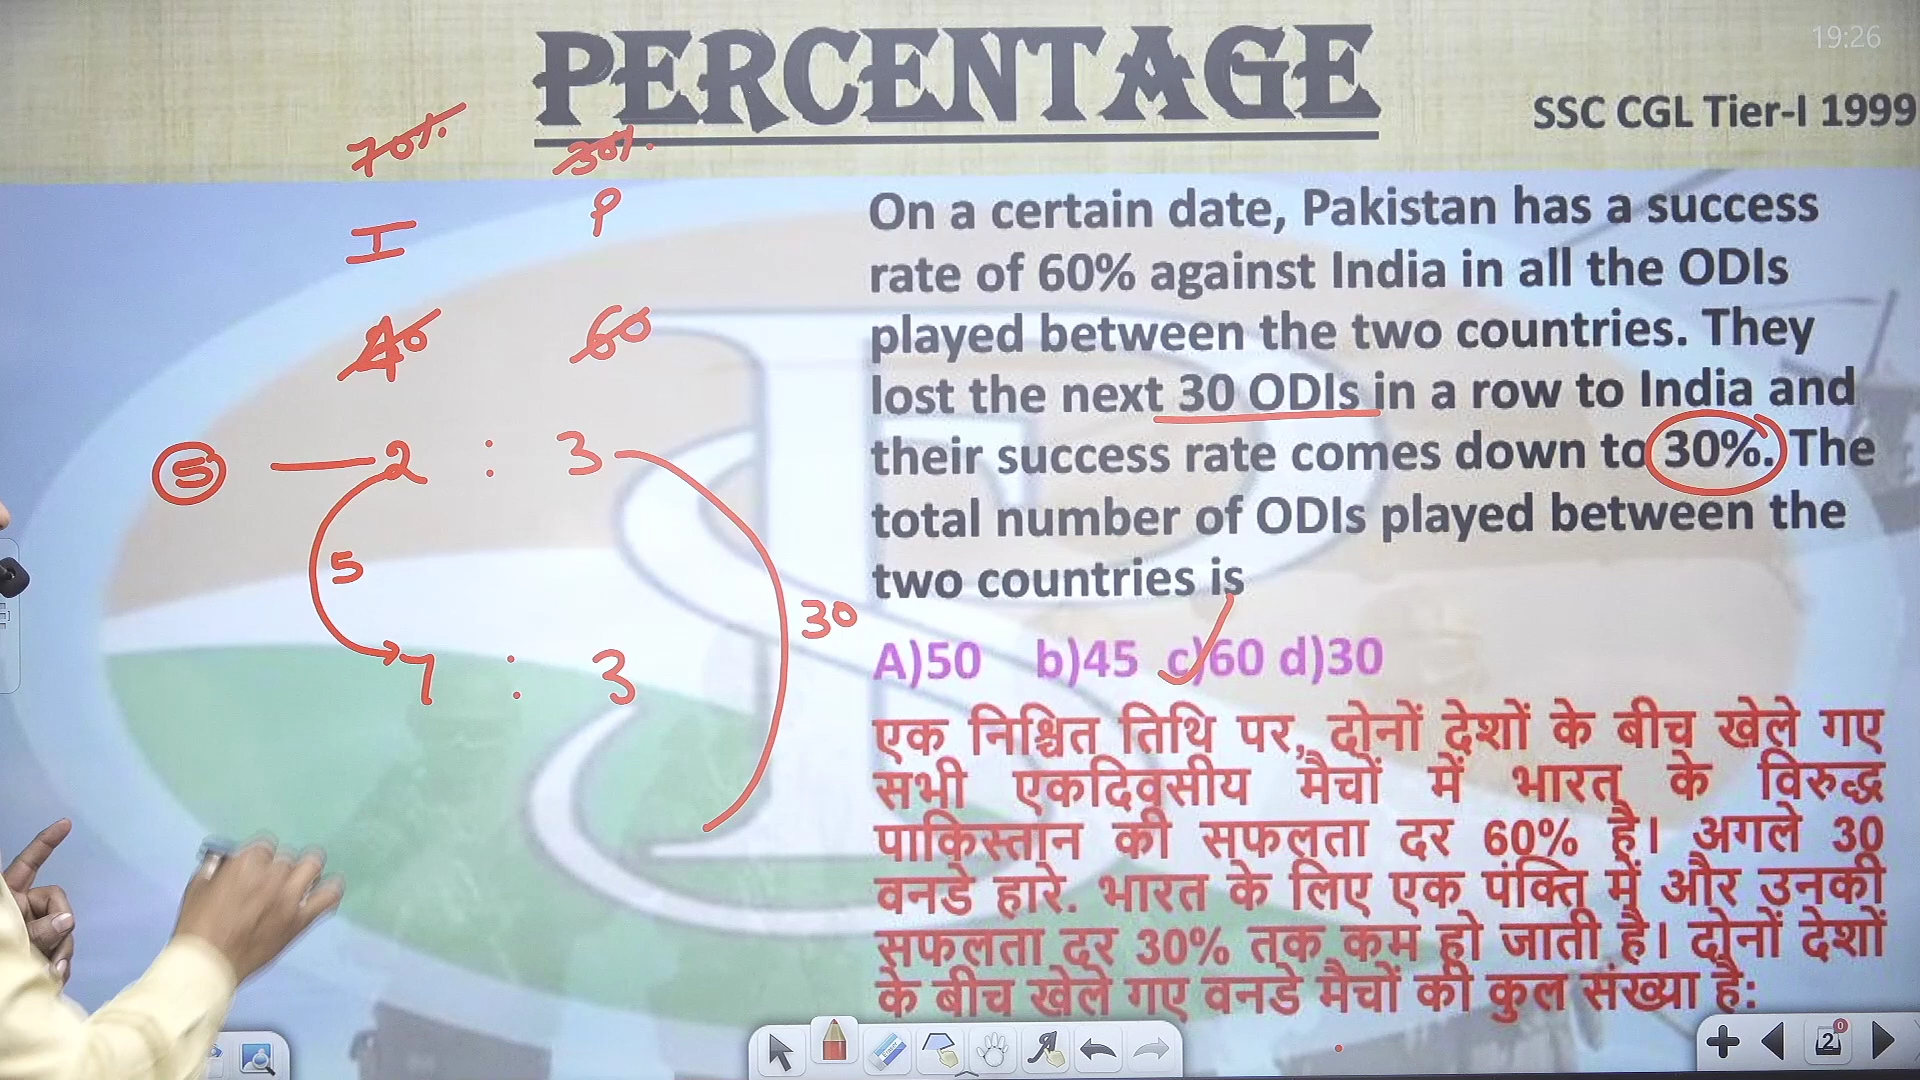 19:26
PERCENTAGE
SSC CGL Tier-I 1999
70%. 30%.
I P
40 60
5 — 2 : 3
5
7 : 3
30
On a certain date, Pakistan has a success
rate of 60% against India in all the ODIs
played between the two countries. They
lost the next 30 ODIs in a row to India and
their success rate comes down to 30%. The
total number of ODIs played between the
two countries is
A)50 b)45 c)60 d)30
एक निश्चित तिथि पर, दोनों देशों के बीच खेले गए
सभी एकदिवसीय मैचों में भारत के विरुद्ध
पाकिस्तान की सफलता दर 60% है। अगले 30
वनडे हारे. भारत के लिए एक पंक्ति में और उनकी
सफलता दर 30% तक कम हो जाती है। दोनों देशों
के बीच खेले गए वनडे मैचों की कुल संख्या है:
2
0